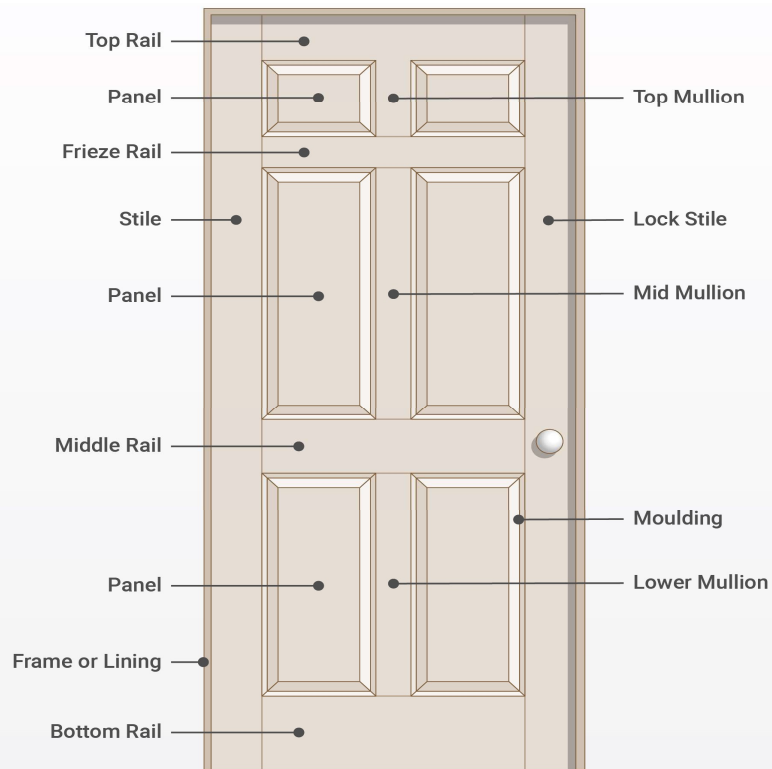 Top Rail
Panel
Top Mullion
Frieze Rail
Stile
Lock Stile
Panel
Mid Mullion
Middle Rail
Moulding
Panel
Lower Mullion
Frame or Lining
Bottom Rail